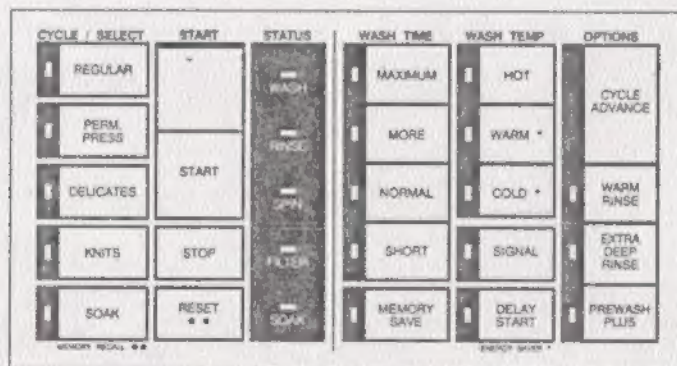 CYCLE / SELECT
REGULAR
PERM.
PRESS
DELICATES
KNITS
SOAK
MEMORY RECALL **
START
*
START
STOP
RESET
* *
STATUS
WASH
RINSE
SPIN
FILTER
SOAK
WASH TIME
MAXIMUM
MORE
NORMAL
SHORT
MEMORY
SAVE
WASH TEMP
HOT
WARM *
COLD *
SIGNAL
DELAY
START
ENERGY SAVER *
OPTIONS
CYCLE
ADVANCE
WARM
RINSE
EXTRA
DEEP
RINSE
PREWASH
PLUS